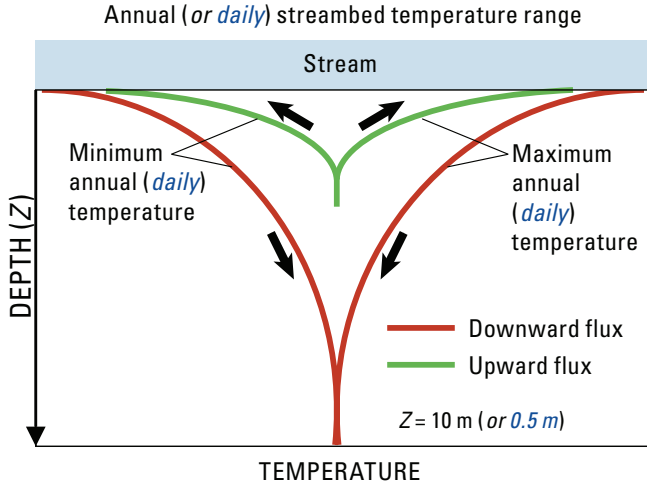 Annual (or daily) streambed temperature range
Stream
Minimum
annual (daily)
temperature
Maximum
annual
(daily)
temperature
DEPTH (Z)
Downward flux
Upward flux
Z = 10 m (or 0.5 m)
TEMPERATURE